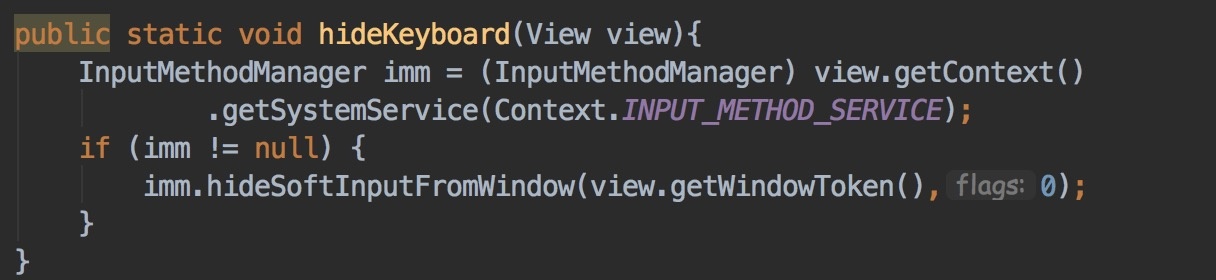 public static void hideKeyboard(View view){
    InputMethodManager imm = (InputMethodManager) view.getContext()
            .getSystemService(Context.INPUT_METHOD_SERVICE);
    if (imm != null) {
        imm.hideSoftInputFromWindow(view.getWindowToken(), flags: 0);
    }
}